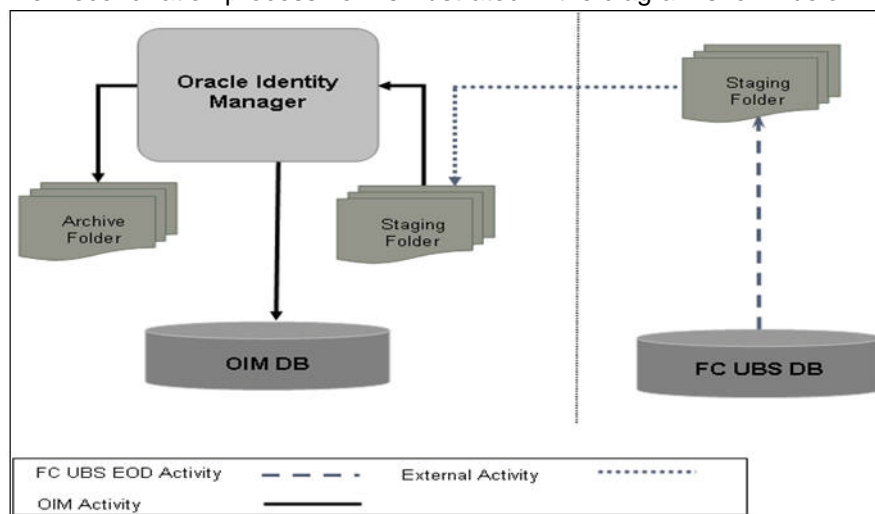 Oracle Identity
Manager
Staging
Folder
Archive
Folder
Staging
Folder
OIM DB
FC UBS DB
FC UBS EOD Activity
External Activity
OIM Activity